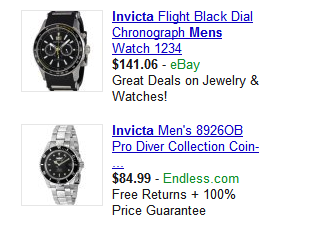 Invicta Flight Black Dial
Chronograph Mens
Watch 1234
$141.06 - eBay
Great Deals on Jewelry &
Watches!
Invicta Men's 8926OB
Pro Diver Collection Coin-
...
$84.99 - Endless.com
Free Returns + 100%
Price Guarantee